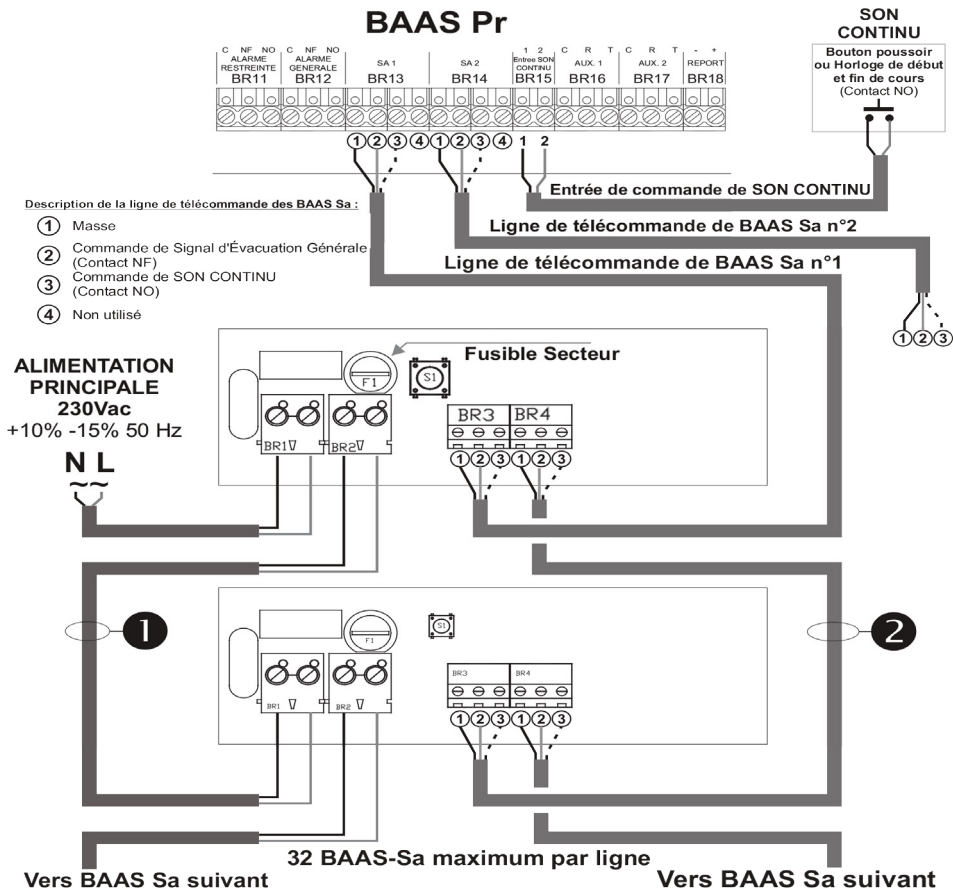 BAAS Pr
C NF NO C NF NO 1 2 C R T C R T - +
ALARME RESTREINTE ALARME GENERALE SA 1 SA 2 Entree SON CONTINU AUX. 1 AUX. 2 REPORT
BR11 BR12 BR13 BR14 BR15 BR16 BR17 BR18
1 2 3 4 1 2 3 4 1 2
SON
CONTINU
Bouton poussoir
ou Horloge de début
et fin de cours
(Contact NO)
Entrée de commande de SON CONTINU
Ligne de télécommande de BAAS Sa n°2
Ligne de télécommande de BAAS Sa n°1
1 2 3
Description de la ligne de télécommande des BAAS Sa :
1 Masse
2 Commande de Signal d'Évacuation Générale
(Contact NF)
3 Commande de SON CONTINU
(Contact NO)
4 Non utilisé
ALIMENTATION
PRINCIPALE
230Vac
+10% -15% 50 Hz
N L
~~
Fusible Secteur
F1
S1
BR1 BR2
BR3 BR4
1 2 3 1 2 3
1
2
F1
S1
BR1 BR2
BR3 BR4
1 2 3 1 2 3
32 BAAS-Sa maximum par ligne
Vers BAAS Sa suivant
Vers BAAS Sa suivant